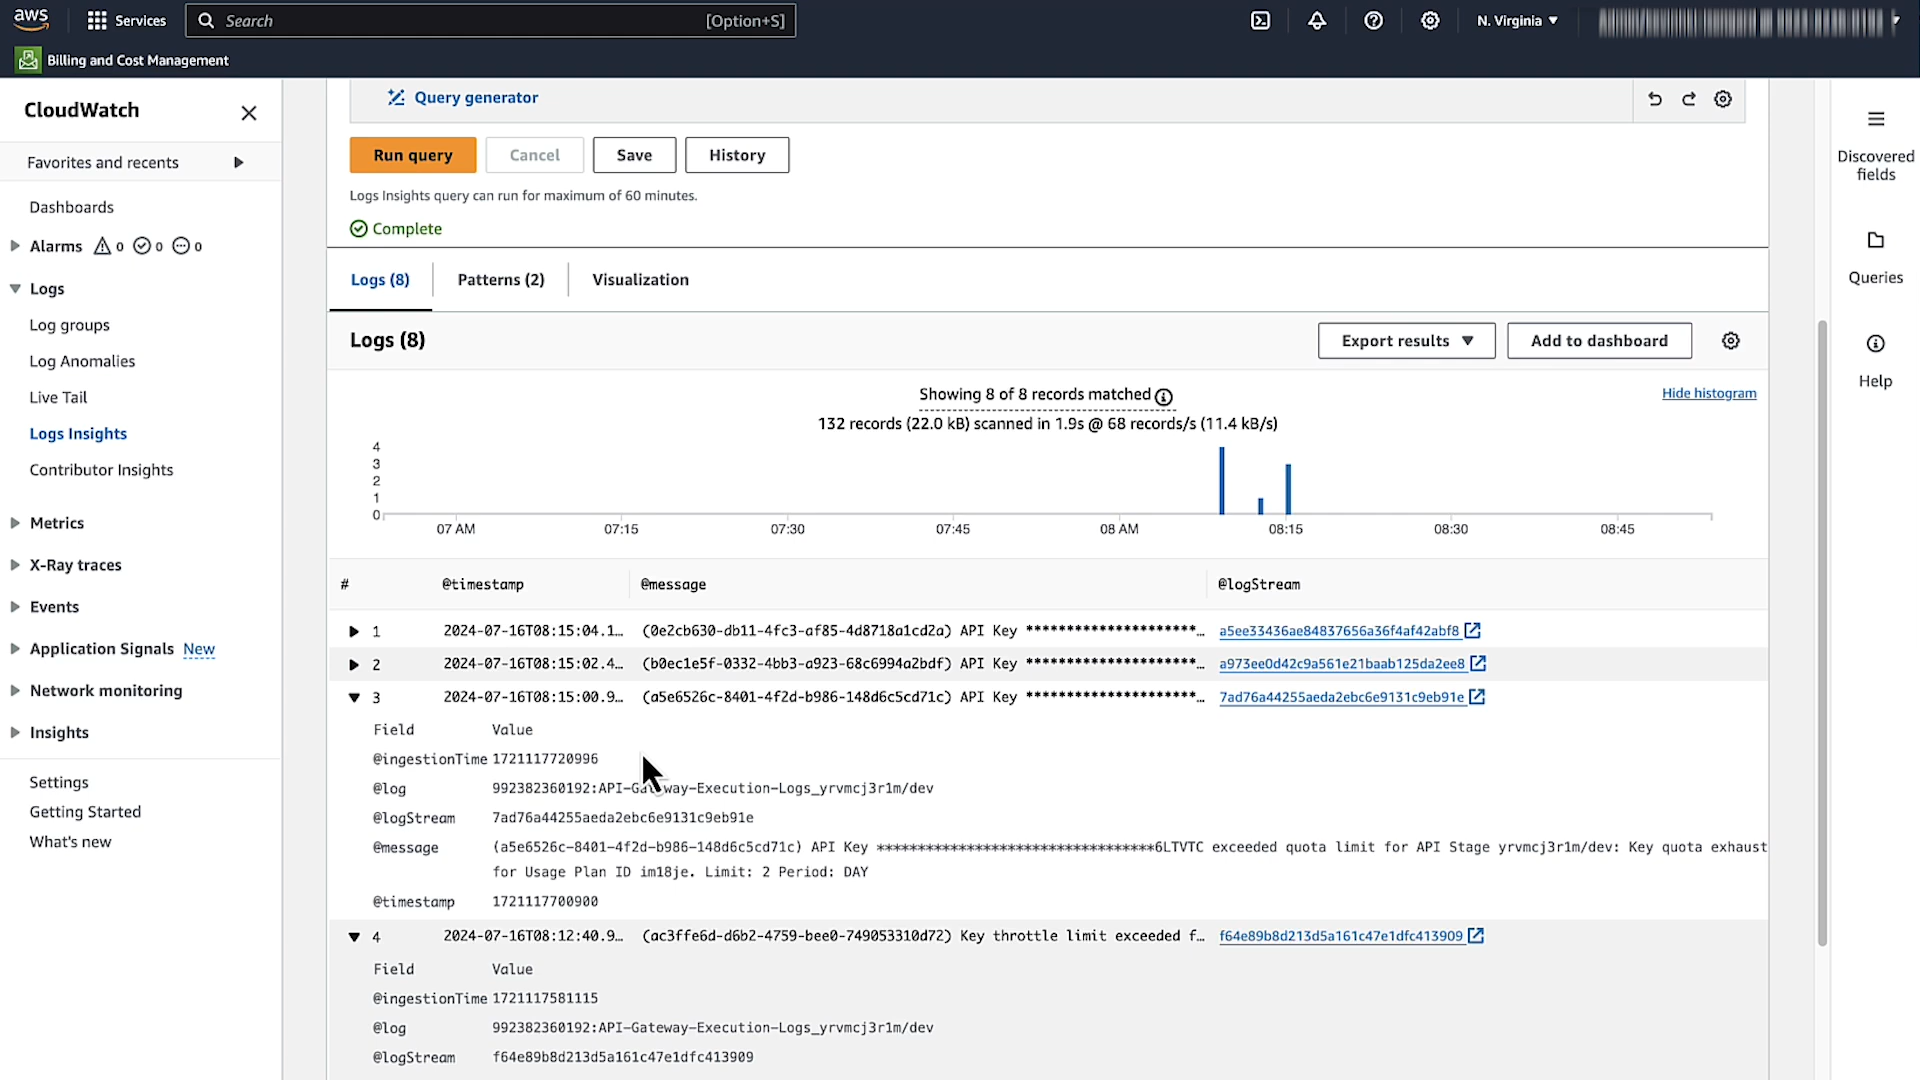 aws
Services
Search
[Option+S]
N. Virginia
Billing and Cost Management
CloudWatch
Favorites and recents
Dashboards
Alarms 0 0 0
Logs
Log groups
Log Anomalies
Live Tail
Logs Insights
Contributor Insights
Metrics
X-Ray traces
Events
Application Signals New
Network monitoring
Insights
Settings
Getting Started
What's new
Query generator
Run query
Cancel
Save
History
Logs Insights query can run for maximum of 60 minutes.
Complete
Logs (8)
Patterns (2)
Visualization
Logs (8)
Export results
Add to dashboard
Showing 8 of 8 records matched
Hide histogram
132 records (22.0 kB) scanned in 1.9s @ 68 records/s (11.4 kB/s)
4
3
2
1
0
07 AM 07:15 07:30 07:45 08 AM 08:15 08:30 08:45
# @timestamp @message @logStream
1 2024-07-16T08:15:04.1… (0e2cb630-db11-4fc3-af85-4d8718a1cd2a) API Key *********************… a5ee33436ae84837656a36f4af42abf8
2 2024-07-16T08:15:02.4… (b0ec1e5f-0332-4bb3-a923-68c6994a2bdf) API Key *********************… a973ee0d42c9a561e21baab125da2ee8
3 2024-07-16T08:15:00.9… (a5e6526c-8401-4f2d-b986-148d6c5cd71c) API Key *********************… 7ad76a44255aeda2ebc6e9131c9eb91e
Field Value
@ingestionTime 1721117720996
@log 992382360192:API-Gateway-Execution-Logs_yrvmcj3r1m/dev
@logStream 7ad76a44255aeda2ebc6e9131c9eb91e
@message (a5e6526c-8401-4f2d-b986-148d6c5cd71c) API Key **********************************6LTVTC exceeded quota limit for API Stage yrvmcj3r1m/dev: Key quota exhaust
for Usage Plan ID im18je. Limit: 2 Period: DAY
@timestamp 1721117700900
4 2024-07-16T08:12:40.9… (ac3ffe6d-d6b2-4759-bee0-749053310d72) Key throttle limit exceeded f… f64e89b8d213d5a161c47e1dfc413909
Field Value
@ingestionTime 1721117581115
@log 992382360192:API-Gateway-Execution-Logs_yrvmcj3r1m/dev
@logStream f64e89b8d213d5a161c47e1dfc413909
Discovered
fields
Queries
Help